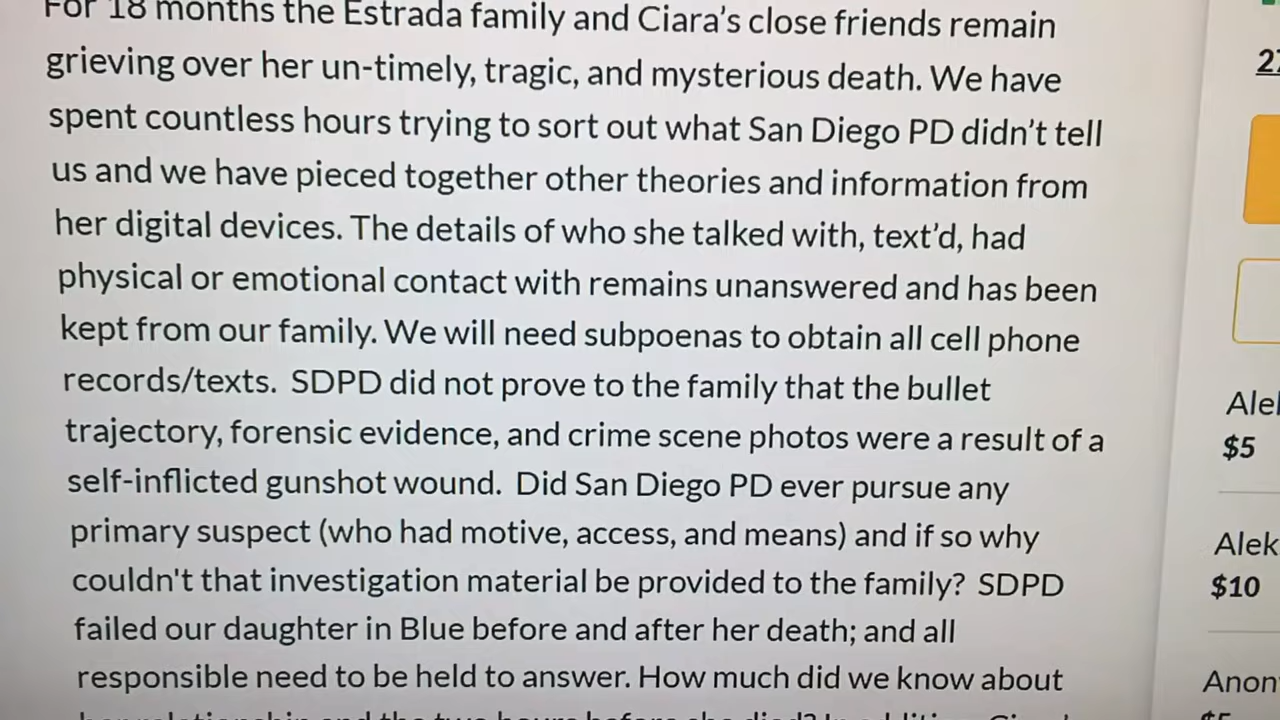 For 18 months the Estrada family and Ciara's close friends remain
grieving over her un-timely, tragic, and mysterious death. We have
spent countless hours trying to sort out what San Diego PD didn't tell
us and we have pieced together other theories and information from
her digital devices. The details of who she talked with, text'd, had
physical or emotional contact with remains unanswered and has been
kept from our family. We will need subpoenas to obtain all cell phone
records/texts. SDPD did not prove to the family that the bullet
trajectory, forensic evidence, and crime scene photos were a result of a
self-inflicted gunshot wound. Did San Diego PD ever pursue any
primary suspect (who had motive, access, and means) and if so why
couldn't that investigation material be provided to the family? SDPD
failed our daughter in Blue before and after her death; and all
responsible need to be held to answer. How much did we know about
$5
Alek
$10